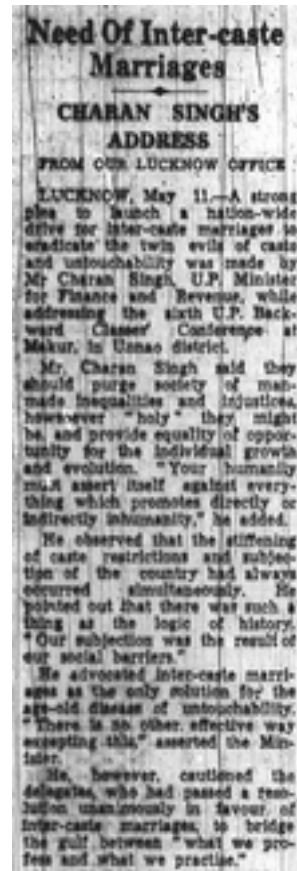 Need Of Inter-caste
Marriages
CHARAN SINGH'S
ADDRESS
FROM OUR LUCKNOW OFFICE
LUCKNOW, May 11.—A strong
plea to launch a nation-wide
drive for inter-caste marriages to
eradicate the twin evils of caste
and untouchability was made by
Mr Charan Singh, U.P. Minister
for Finance and Revenue, while
addressing the sixth U.P. Back-
ward Classes' Conference at
Makur, in Unnao district.
Mr. Charan Singh said they
should purge society of man-
made inequalities and injustices,
howsoever "holy" they might
be, and provide equality of oppor-
tunity for the individual growth
and evolution. "Your humanity
must assert itself against every-
thing which promotes directly or
indirectly inhumanity," he added.
He observed that the stiffening
of caste restrictions and subjec-
tion of the country had always
occurred simultaneously. He
pointed out that there was such a
thing as the logic of history.
"Our subjection was the result of
our social barriers."
He advocated inter-caste marri-
ages as the only solution for the
age-old disease of untouchability.
"There is no other effective way
excepting this," asserted the Min-
ister.
He, however, cautioned the
delegates, who had passed a reso-
lution unanimously in favour of
inter-caste marriages, to bridge
the gulf between "what we pro-
fess and what we practise."